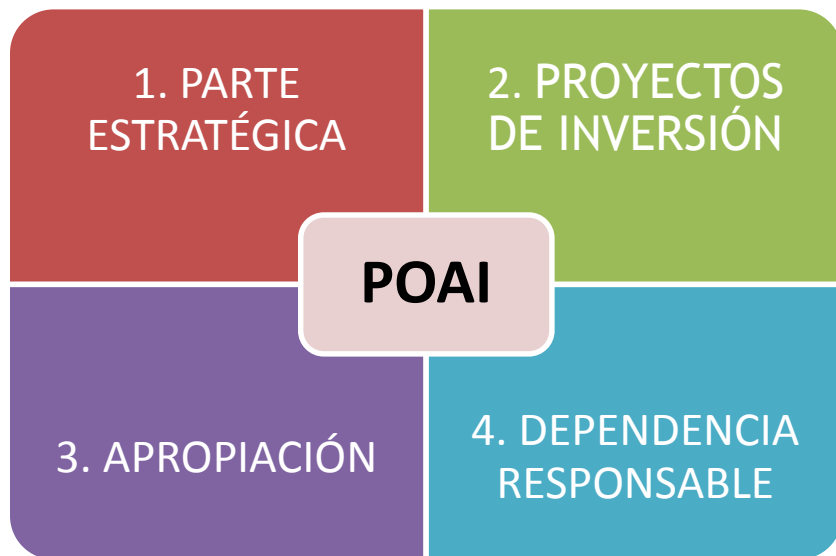 1. PARTE
ESTRATÉGICA
2. PROYECTOS
DE INVERSIÓN
POAI
3. APROPIACIÓN
4. DEPENDENCIA
RESPONSABLE